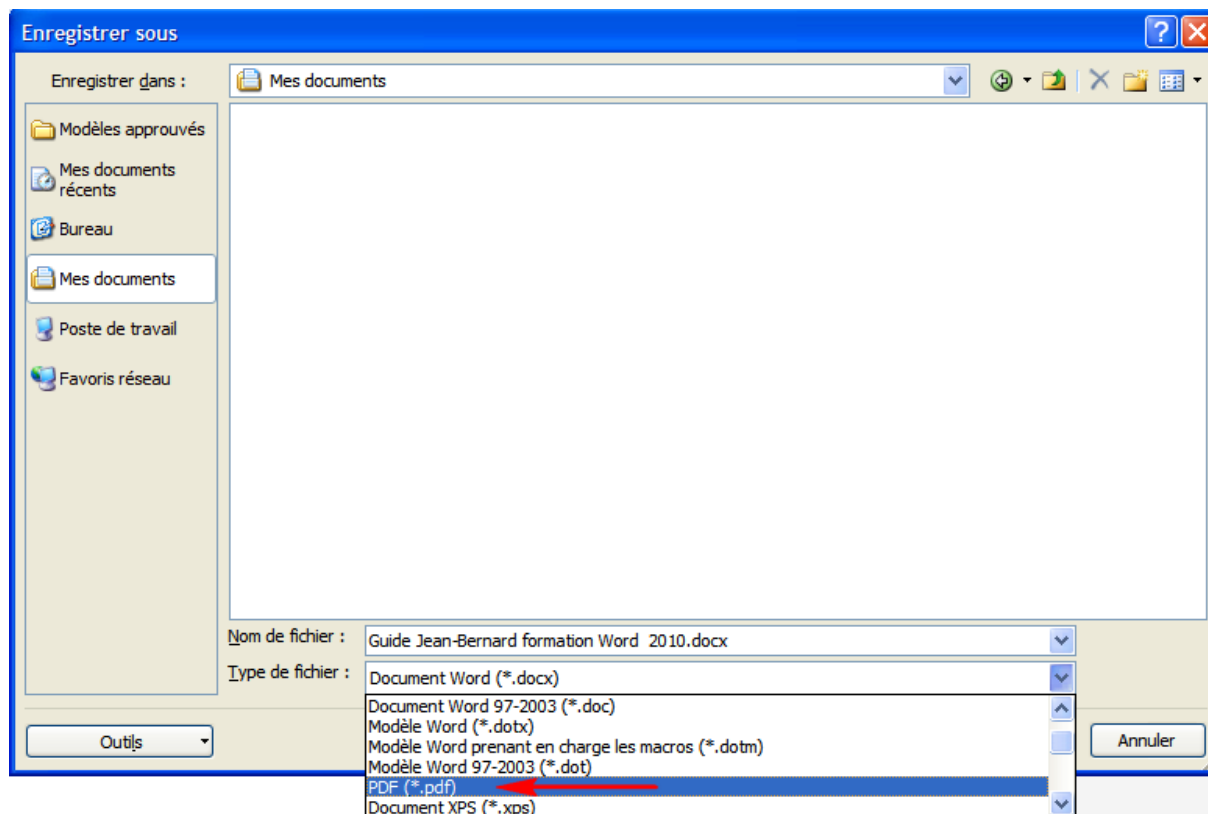 Enregistrer sous
Enregistrer dans :
Mes documents
Modèles approuvés
Mes documents
récents
Bureau
Mes documents
Poste de travail
Favoris réseau
Nom de fichier :
Guide Jean-Bernard formation Word  2010.docx
Type de fichier :
Document Word (*.docx)
Document Word 97-2003 (*.doc)
Modèle Word (*.dotx)
Modèle Word prenant en charge les macros (*.dotm)
Modèle Word 97-2003 (*.dot)
PDF (*.pdf)
Document XPS (*.xps)
Outils
Annuler